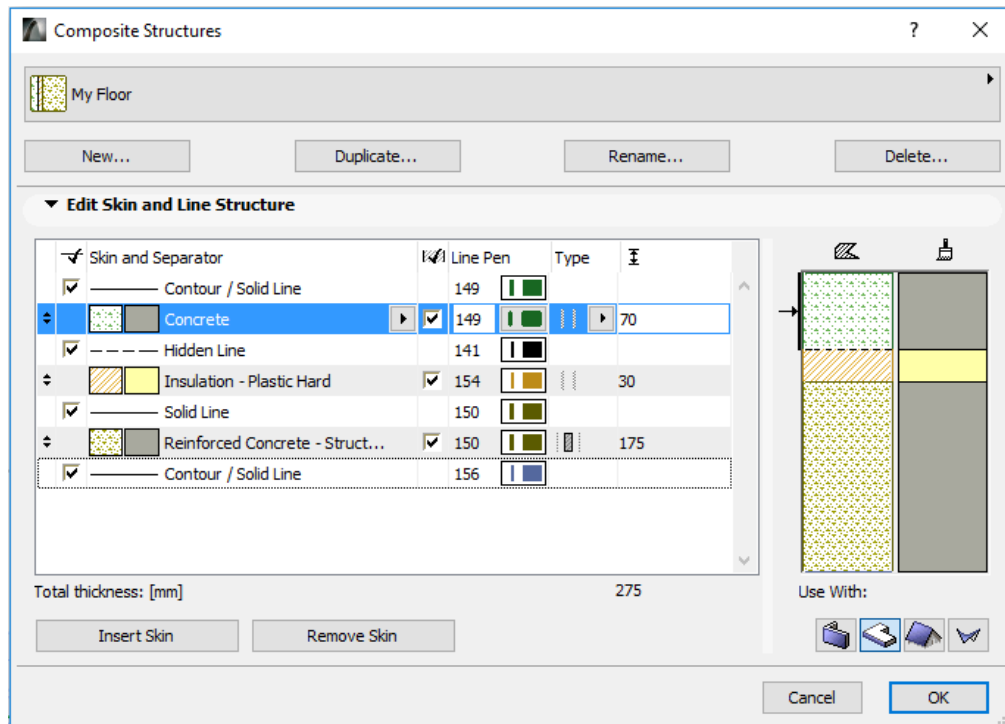 Composite Structures
My Floor
New... Duplicate... Rename... Delete...
Edit Skin and Line Structure
Skin and Separator Line Pen Type
Contour / Solid Line 149
Concrete 149 70
Hidden Line 141
Insulation - Plastic Hard 154 30
Solid Line 150
Reinforced Concrete - Struct... 150 175
Contour / Solid Line 156
Total thickness: [mm] 275
Use With:
Insert Skin Remove Skin
Cancel OK